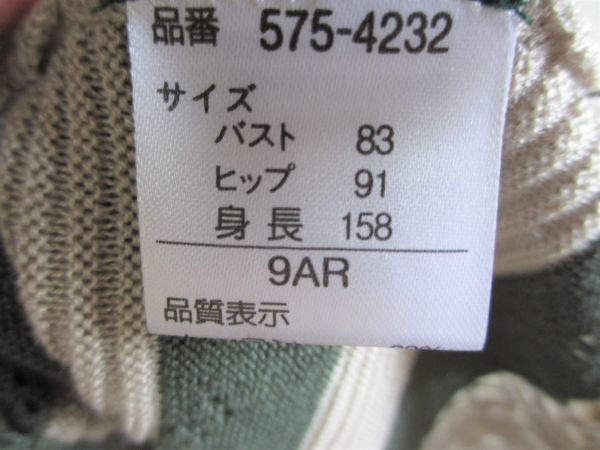 品番 575-4232
サイズ
バスト 83
ヒップ 91
身長 158
9AR
品質表示